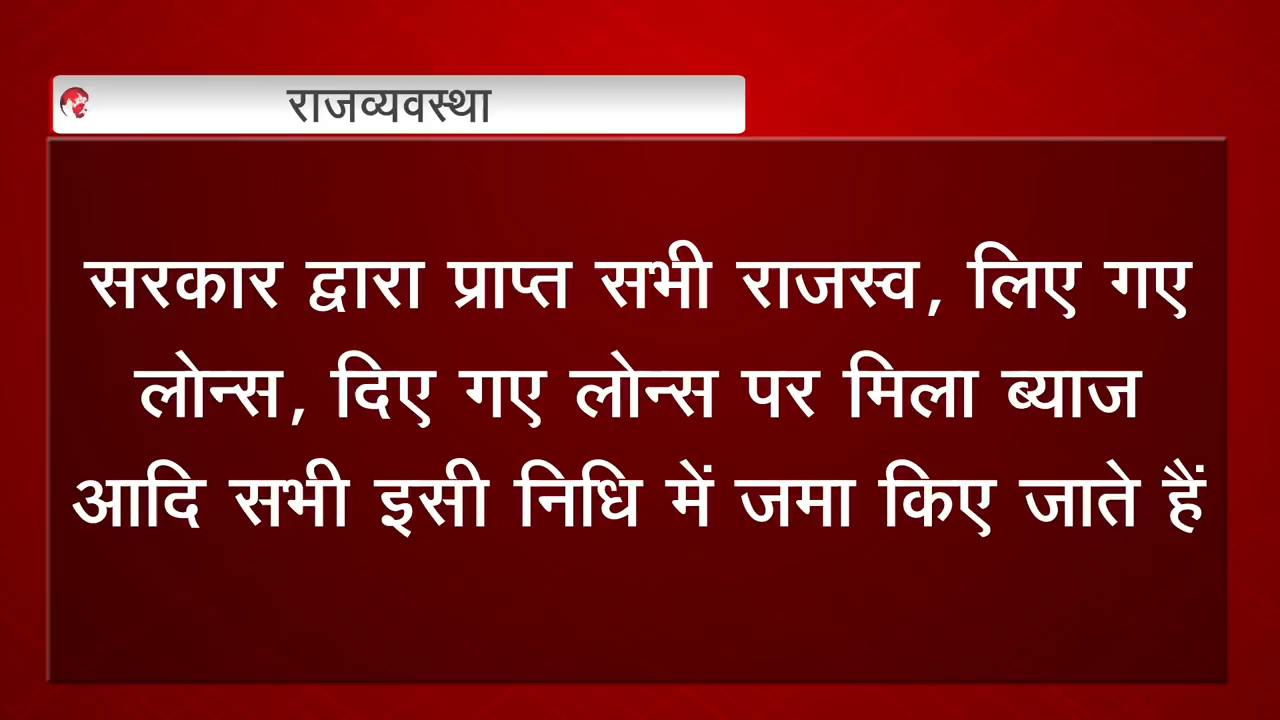 राजव्यवस्था
सरकार द्वारा प्राप्त सभी राजस्व, लिए गए
लोन्स, दिए गए लोन्स पर मिला ब्याज
आदि सभी इसी निधि में जमा किए जाते हैं